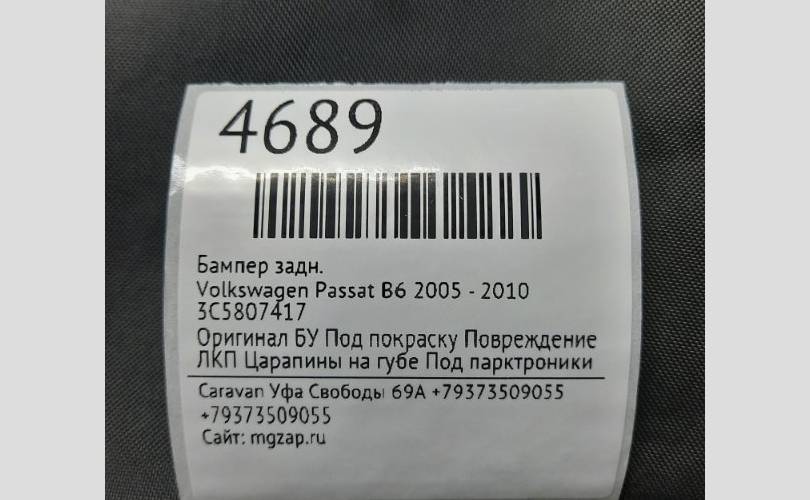 4689
Бампер задн.
Volkswagen Passat B6 2005 - 2010
3C5807417
Оригинал БУ Под покраску Повреждение
ЛКП Царапины на губе Под парктроники
Caravan Уфа Свободы 69А +79373509055
+79373509055
Сайт: mgzap.ru